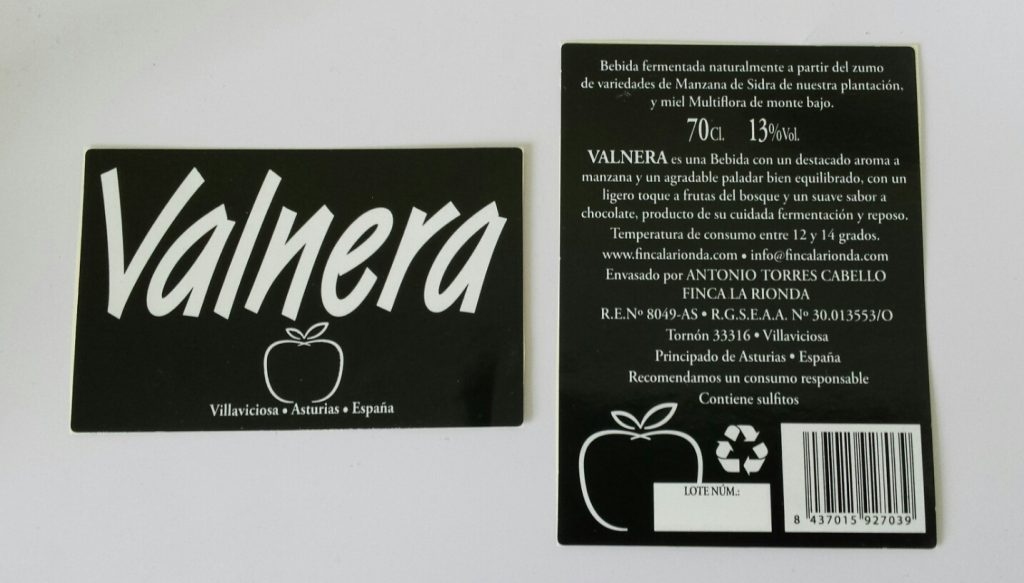 Valnera
Villaviciosa • Asturias • España
Bebida fermentada naturalmente a partir del zumo
de variedades de Manzana de Sidra de nuestra plantación,
y miel Multiflora de monte bajo.
70Cl. 13%Vol.
VALNERA es una Bebida con un destacado aroma a
manzana y un agradable paladar bien equilibrado, con un
ligero toque a frutas del bosque y un suave sabor a
chocolate, producto de su cuidada fermentación y reposo.
Temperatura de consumo entre 12 y 14 grados.
www.fincalarionda.com • info@fincalarionda.com
Envasado por ANTONIO TORRES CABELLO
FINCA LA RIONDA
R.E.Nº 8049-AS • R.G.S.E.A.A. Nº 30.013553/O
Tornón 33316 • Villaviciosa
Principado de Asturias • España
Recomendamos un consumo responsable
Contiene sulfitos
LOTE NÚM.:
8 437015 927039